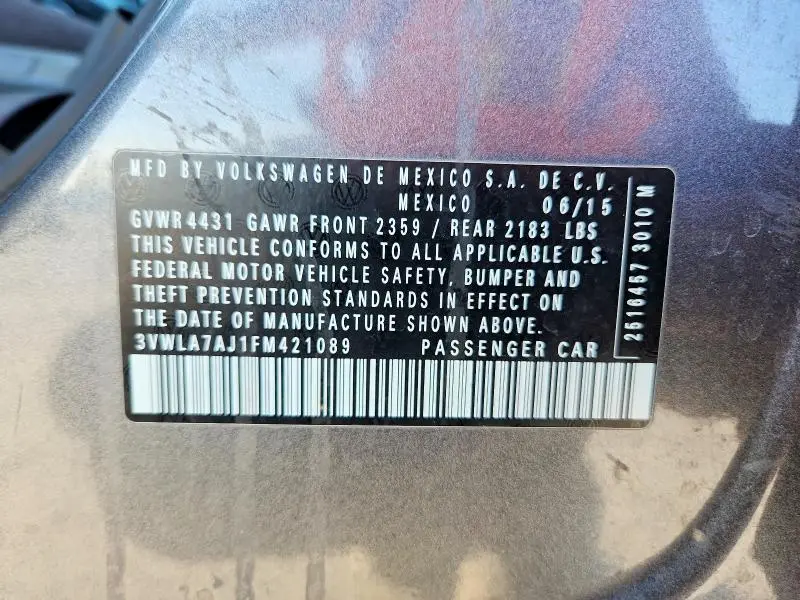 MFD BY VOLKSWAGEN DE MEXICO S.A. DE C.V.
MEXICO 06/15
GVWR 4431 GAWR FRONT 2359 / REAR 2183 LBS
THIS VEHICLE CONFORMS TO ALL APPLICABLE U.S.
FEDERAL MOTOR VEHICLE SAFETY, BUMPER AND
THEFT PREVENTION STANDARDS IN EFFECT ON
THE DATE OF MANUFACTURE SHOWN ABOVE.
3VWLA7AJ1FM421089 PASSENGER CAR
2516457 3010 M